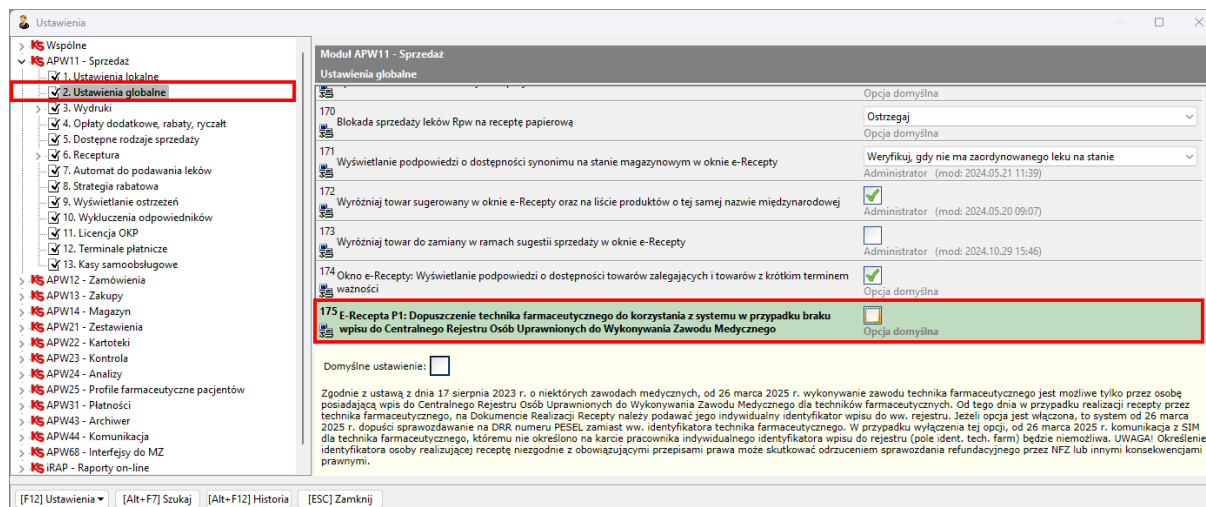 Ustawienia
KS Wspólne
KS APW11 - Sprzedaż
1. Ustawienia lokalne
2. Ustawienia globalne
3. Wydruki
4. Opłaty dodatkowe, rabaty, ryczałt
5. Dostępne rodzaje sprzedaży
6. Receptura
7. Automat do podawania leków
8. Strategia rabatowa
9. Wyświetlanie ostrzeżeń
10. Wykluczenia odpowiedników
11. Licencja OKP
12. Terminale płatnicze
13. Kasy samoobsługowe
KS APW12 - Zamówienia
KS APW13 - Zakupy
KS APW14 - Magazyn
KS APW21 - Zestawienia
KS APW22 - Kartoteki
KS APW23 - Kontrola
KS APW24 - Analizy
KS APW25 - Profile farmaceutyczne pacjentów
KS APW31 - Płatności
KS APW43 - Archiwer
KS APW44 - Komunikacja
KS APW68 - Interfejsy do MZ
KS iRAP - Raporty on-line
Moduł APW11 - Sprzedaż
Ustawienia globalne
Opcja domyślna
170
Blokada sprzedaży leków Rpw na receptę papierową
Ostrzegaj
Opcja domyślna
171
Wyświetlanie podpowiedzi o dostępności synonimu na stanie magazynowym w oknie e-Recepty
Weryfikuj, gdy nie ma zaordynowanego leku na stanie
Administrator (mod: 2024.05.21 11:39)
172
Wyróżniaj towar sugerowany w oknie e-Recepty oraz na liście produktów o tej samej nazwie międzynarodowej
Administrator (mod: 2024.05.20 09:07)
173
Wyróżniaj towar do zamiany w ramach sugestii sprzedaży w oknie e-Recepty
Administrator (mod: 2024.10.29 15:46)
174 Okno e-Recepty: Wyświetlanie podpowiedzi o dostępności towarów zalegających i towarów z krótkim terminem
ważności
Opcja domyślna
175 E-Recepta P1: Dopuszczenie technika farmaceutycznego do korzystania z systemu w przypadku braku
wpisu do Centralnego Rejestru Osób Uprawnionych do Wykonywania Zawodu Medycznego
Opcja domyślna
Domyślne ustawienie:
Zgodnie z ustawą z dnia 17 sierpnia 2023 r. o niektórych zawodach medycznych, od 26 marca 2025 r. wykonywanie zawodu technika farmaceutycznego jest możliwe tylko przez osobę
posiadającą wpis do Centralnego Rejestru Osób Uprawnionych do Wykonywania Zawodu Medycznego dla techników farmaceutycznych. Od tego dnia w przypadku realizacji recepty przez
technika farmaceutycznego, na Dokumencie Realizacji Recepty należy podawać jego indywidualny identyfikator wpisu do ww. rejestru. Jeżeli opcja jest włączona, to system od 26 marca
2025 r. dopuści sprawozdawanie na DRR numeru PESEL zamiast ww. identyfikatora technika farmaceutycznego. W przypadku wyłączenia tej opcji, od 26 marca 2025 r. komunikacja z SIM
dla technika farmaceutycznego, któremu nie określono na karcie pracownika indywidualnego identyfikatora wpisu do rejestru (pole ident. tech. farm) będzie niemożliwa. UWAGA! Określenie
identyfikatora osoby realizującej receptę niezgodnie z obowiązującymi przepisami prawa może skutkować odrzuceniem sprawozdania refundacyjnego przez NFZ lub innymi konsekwencjami
prawnymi.
[F12] Ustawienia
[Alt+F7] Szukaj
[Alt+F12] Historia
[ESC] Zamknij